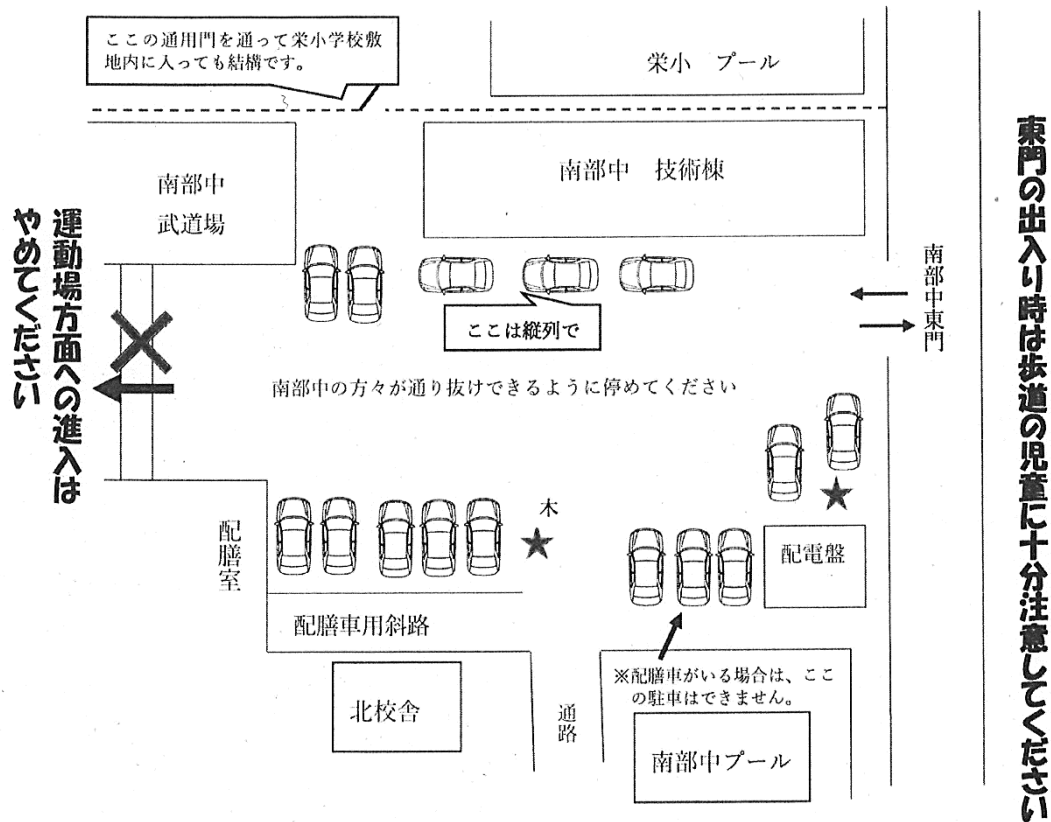 ここの通用門を通って栄小学校敷
地内に入っても結構です。
栄小　プール
南部中　技術棟
南部中
武道場
東門の出入り時は歩道の児童に十分注意してください
運動場方面への進入は
やめてください
南部中東門
ここは縦列で
南部中の方々が通り抜けできるように停めてください
木
配膳室
配電盤
配膳車用斜路
※配膳車がいる場合は、ここ
の駐車はできません。
北校舎
通路
南部中プール